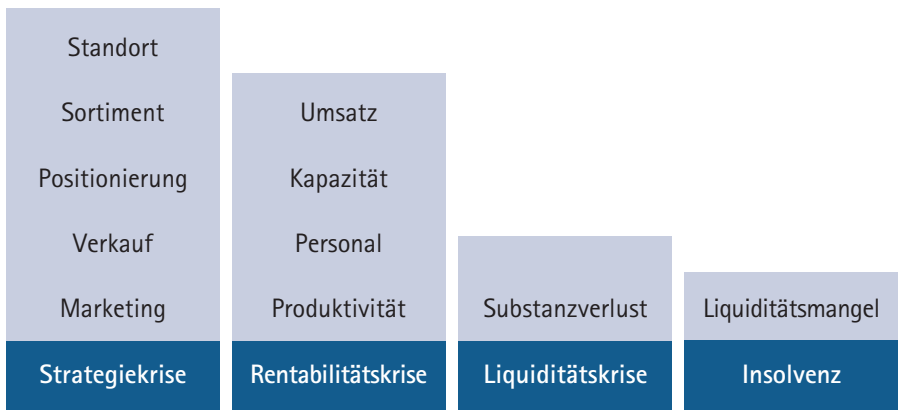 Standort
Sortiment
Positionierung
Verkauf
Marketing
Strategiekrise
Umsatz
Kapazität
Personal
Produktivität
Rentabilitätskrise
Substanzverlust
Liquiditätskrise
Liquiditätsmangel
Insolvenz